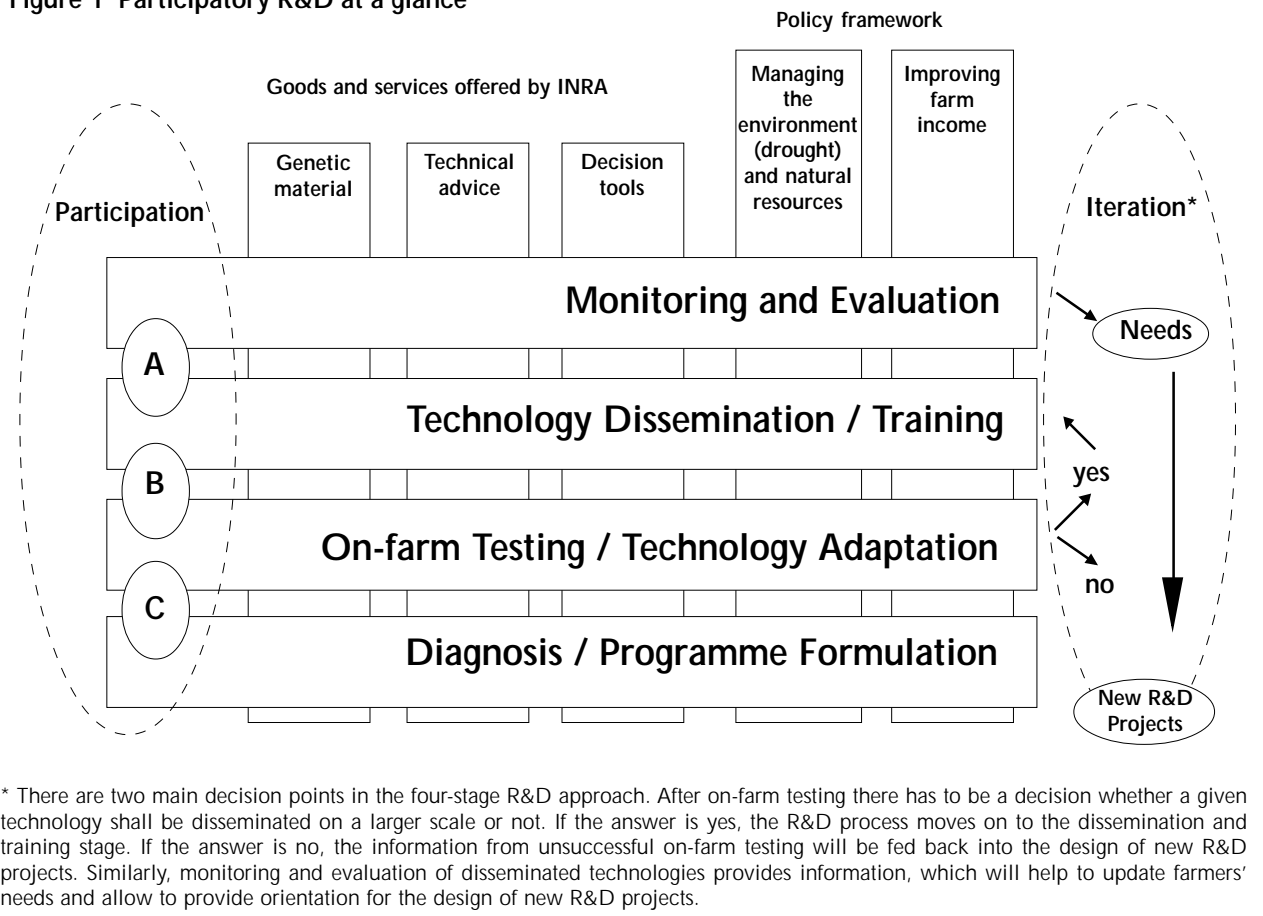 Figure 1 Participatory R&D at a glance
Policy framework
Goods and services offered by INRA
Managing
the
environment
(drought)
and natural
resources
Improving
farm
income
Genetic
material
Technical
advice
Decision
tools
Participation
Iteration*
Monitoring and Evaluation
Needs
A
Technology Dissemination / Training
yes
B
On-farm Testing / Technology Adaptation
no
C
Diagnosis / Programme Formulation
New R&D
Projects
* There are two main decision points in the four-stage R&D approach. After on-farm testing there has to be a decision whether a given
technology shall be disseminated on a larger scale or not. If the answer is yes, the R&D process moves on to the dissemination and
training stage. If the answer is no, the information from unsuccessful on-farm testing will be fed back into the design of new R&D
projects. Similarly, monitoring and evaluation of disseminated technologies provides information, which will help to update farmers'
needs and allow to provide orientation for the design of new R&D projects.